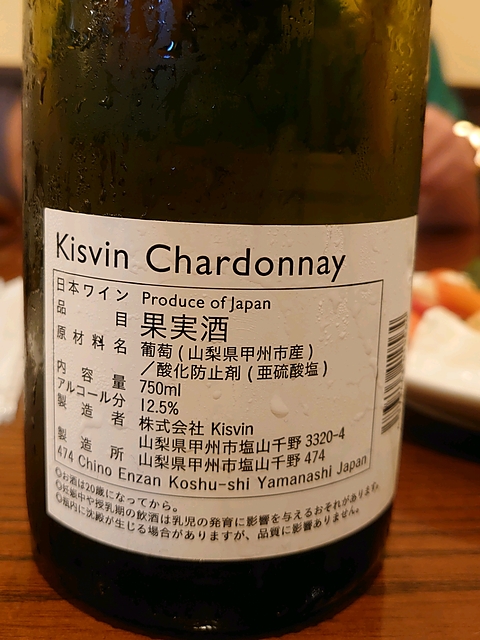 Kisvin Chardonnay
日本ワイン Produce of Japan
品目 果実酒
原材料名 葡萄 (山梨県甲州市産)
／酸化防止剤 (亜硫酸塩)
内容量 750ml
アルコール分 12.5%
製造者 株式会社 Kisvin
山梨県甲州市塩山千野 3320-4
製造所 山梨県甲州市塩山千野 474
474 Chino Enzan Koshu-shi Yamanashi Japan
◎お酒は20歳になってから。
◎妊娠中や授乳期の飲酒は乳児の発育に影響を与えるおそれがあります。
◎瓶内に沈殿が生じる場合がありますが、品質に影響ありません。